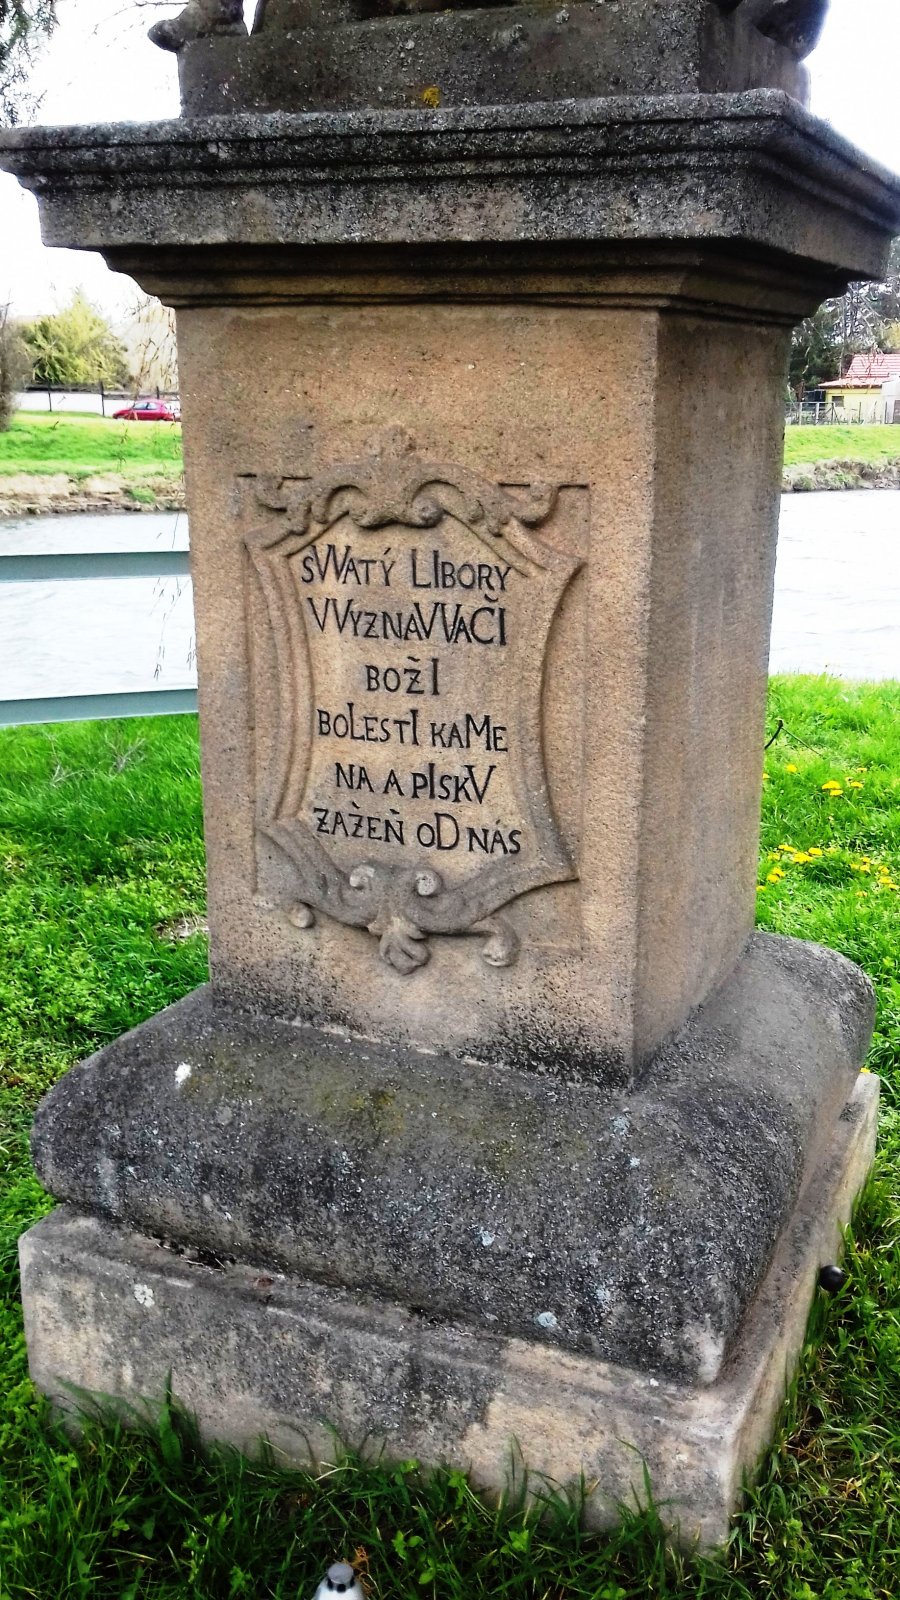 SVVATÝ LIBORY
VVYZNAVVAČI
BOŽI
BOLESTI KAME
NA A PISKV
ZAŽEŇ OD NÁS